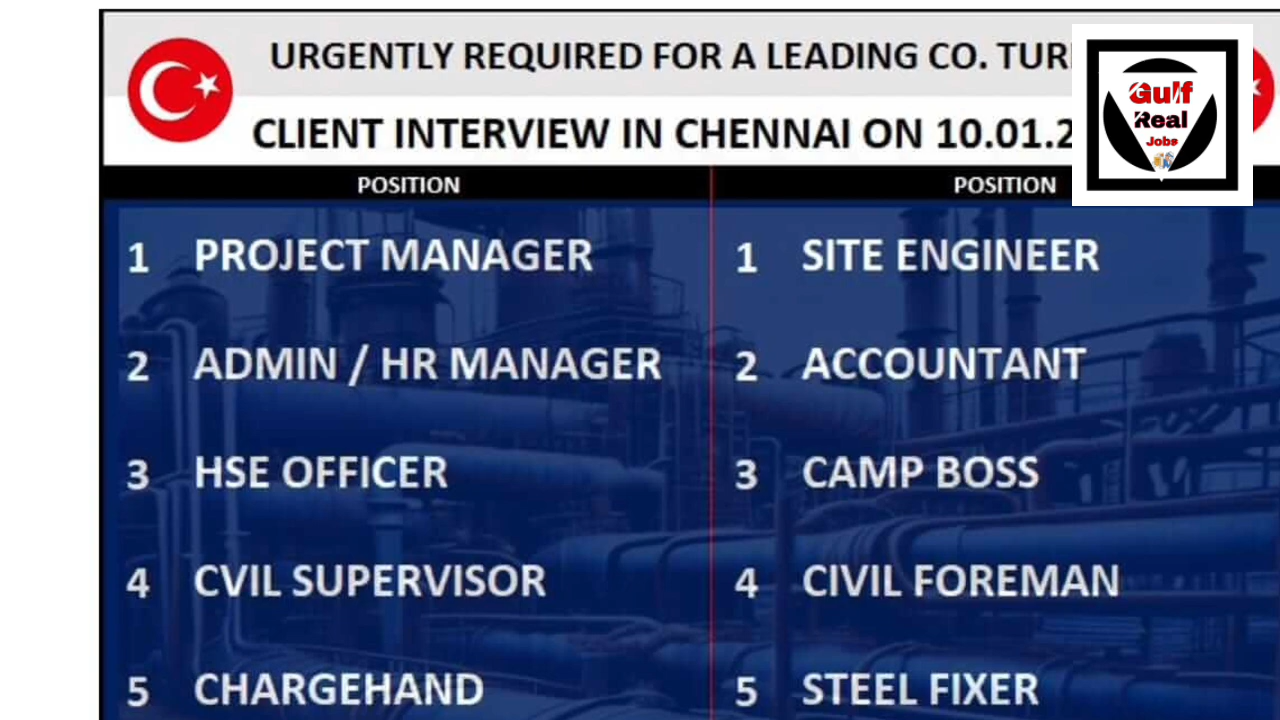 URGENTLY REQUIRED FOR A LEADING CO.
CLIENT INTERVIEW IN CHENNAI ON
Gulf
Real
Jobs
POSITION
POSITION
1 PROJECT MANAGER
1 SITE ENGINEER
2 ADMIN / HR MANAGER
2 ACCOUNTANT
3 HSE OFFICER
3 CAMP BOSS
4 CVIL SUPERVISOR
4 CIVIL FOREMAN
5 CHARGEHAND
5 STEEL FIXER